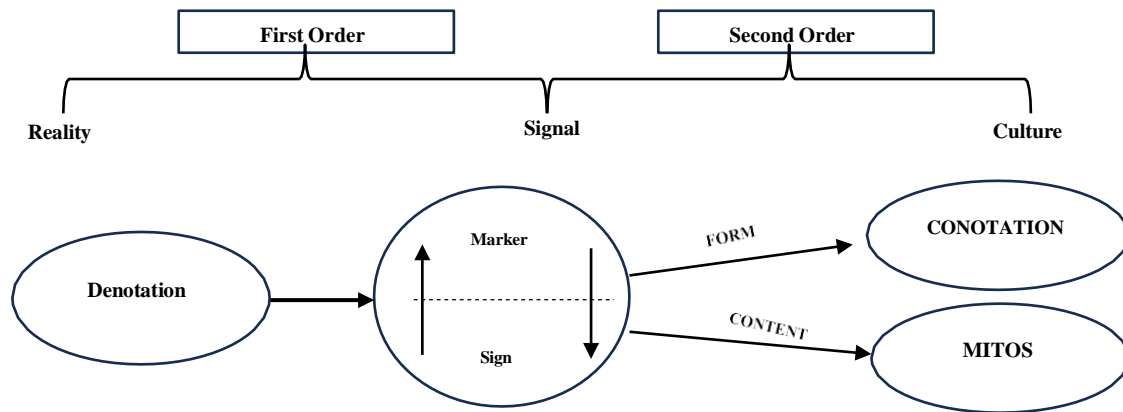 First Order
Second Order
Reality
Signal
Culture
Denotation
Marker
Sign
FORM
CONTENT
CONOTATION
MITOS